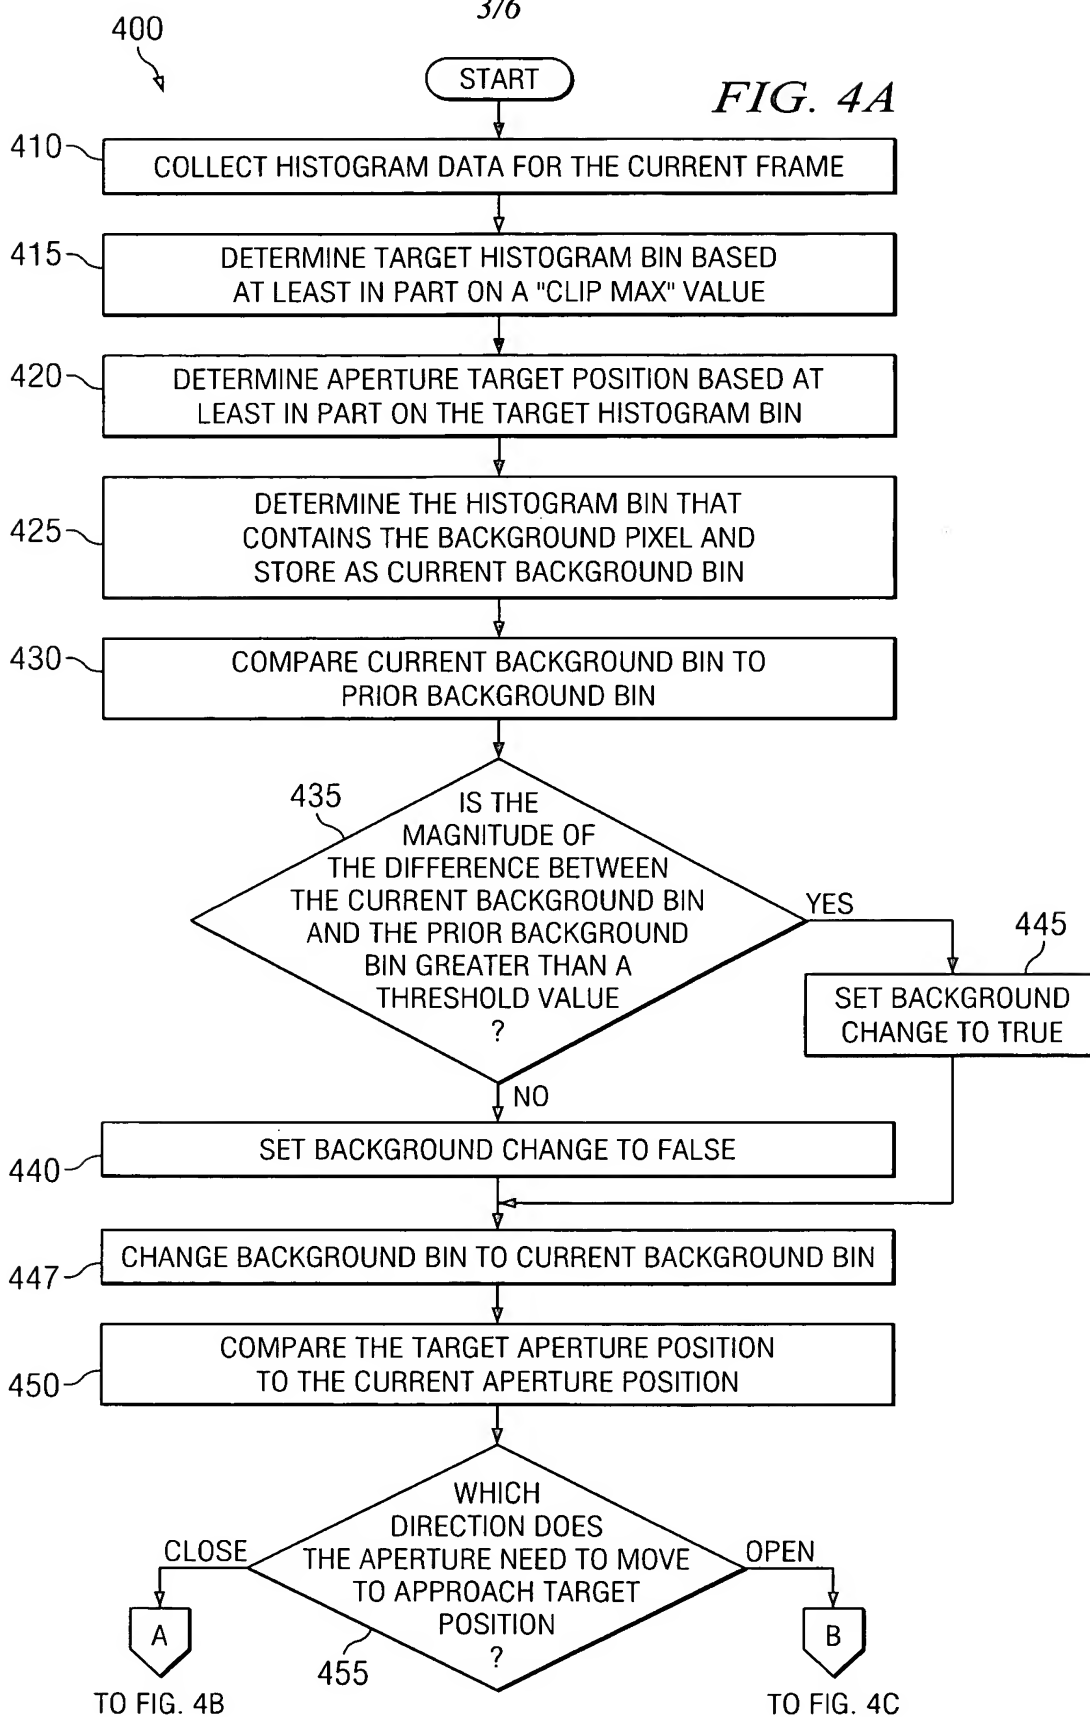 3/6
400
START
FIG. 4A
410
COLLECT HISTOGRAM DATA FOR THE CURRENT FRAME
415
DETERMINE TARGET HISTOGRAM BIN BASED
AT LEAST IN PART ON A "CLIP MAX" VALUE
420
DETERMINE APERTURE TARGET POSITION BASED AT
LEAST IN PART ON THE TARGET HISTOGRAM BIN
425
DETERMINE THE HISTOGRAM BIN THAT
CONTAINS THE BACKGROUND PIXEL AND
STORE AS CURRENT BACKGROUND BIN
430
COMPARE CURRENT BACKGROUND BIN TO
PRIOR BACKGROUND BIN
435
IS THE
MAGNITUDE OF
THE DIFFERENCE BETWEEN
THE CURRENT BACKGROUND BIN
AND THE PRIOR BACKGROUND
BIN GREATER THAN A
THRESHOLD VALUE
?
YES
445
SET BACKGROUND
CHANGE TO TRUE
NO
440
SET BACKGROUND CHANGE TO FALSE
447
CHANGE BACKGROUND BIN TO CURRENT BACKGROUND BIN
450
COMPARE THE TARGET APERTURE POSITION
TO THE CURRENT APERTURE POSITION
WHICH
DIRECTION DOES
THE APERTURE NEED TO MOVE
TO APPROACH TARGET
POSITION
?
455
CLOSE
OPEN
A
B
TO FIG. 4B
TO FIG. 4C